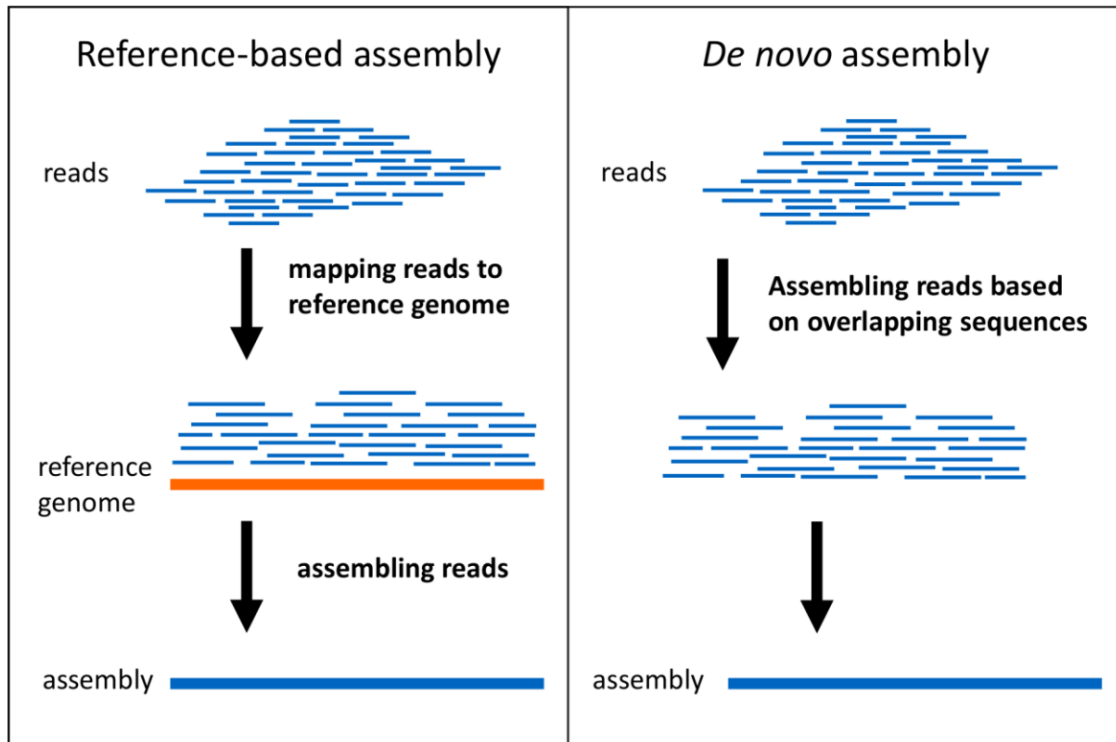 Reference-based assembly
reads
mapping reads to
reference genome
reference
genome
assembling reads
assembly
De novo assembly
reads
Assembling reads based
on overlapping sequences
assembly